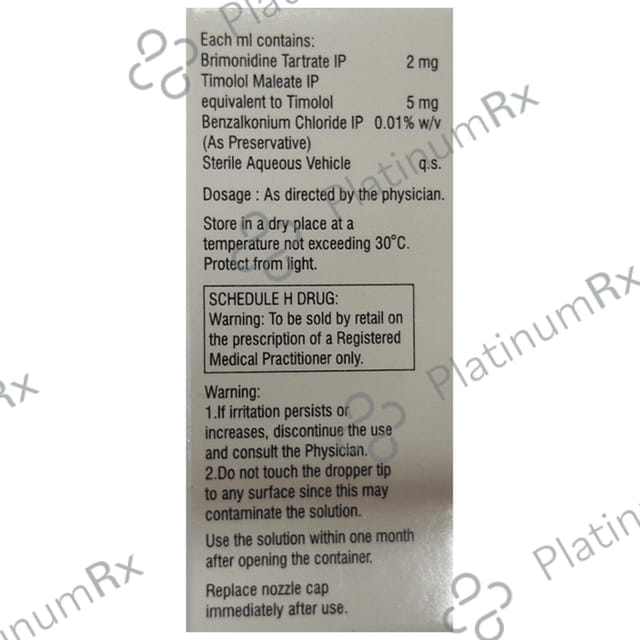 Each ml contains:
Brimonidine Tartrate IP 2 mg
Timolol Maleate IP
equivalent to Timolol 5 mg
Benzalkonium Chloride IP 0.01% w/v
(As Preservative)
Sterile Aqueous Vehicle q.s.
Dosage : As directed by the physician.
Store in a dry place at a
temperature not exceeding 30°C.
Protect from light.
SCHEDULE H DRUG:
Warning: To be sold by retail on
the prescription of a Registered
Medical Practitioner only.
Warning:
1.If irritation persists or
increases, discontinue the use
and consult the Physician.
2.Do not touch the dropper tip
to any surface since this may
contaminate the solution.
Use the solution within one month
after opening the container.
Replace nozzle cap
immediately after use.
PlatinumRx
PlatinumRx
PlatinumRx